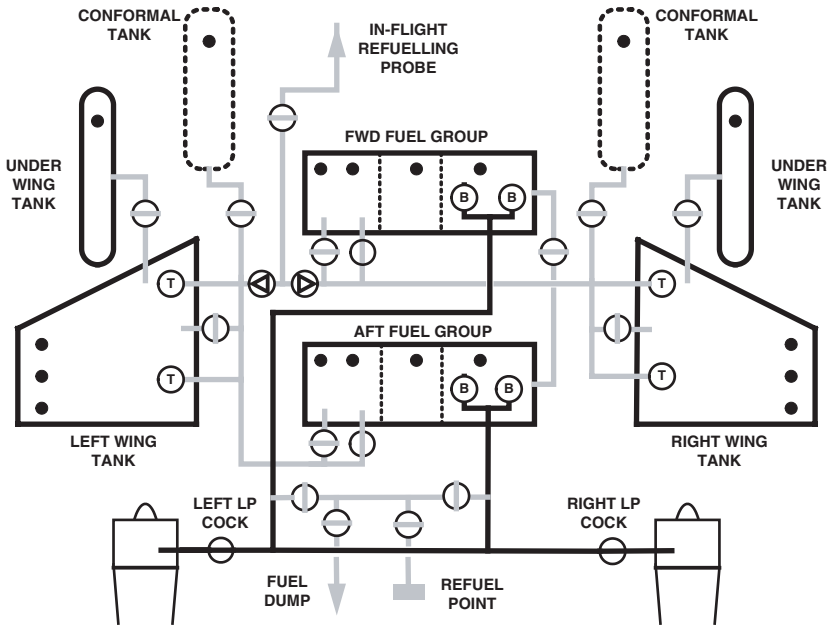 CONFORMAL
TANK
IN-FLIGHT
REFUELLING
PROBE
CONFORMAL
TANK
FWD FUEL GROUP
UNDER
WING
TANK
UNDER
WING
TANK
B
B
T
T
AFT FUEL GROUP
T
T
B
B
LEFT WING
TANK
RIGHT WING
TANK
LEFT LP
COCK
RIGHT LP
COCK
FUEL
DUMP
REFUEL
POINT